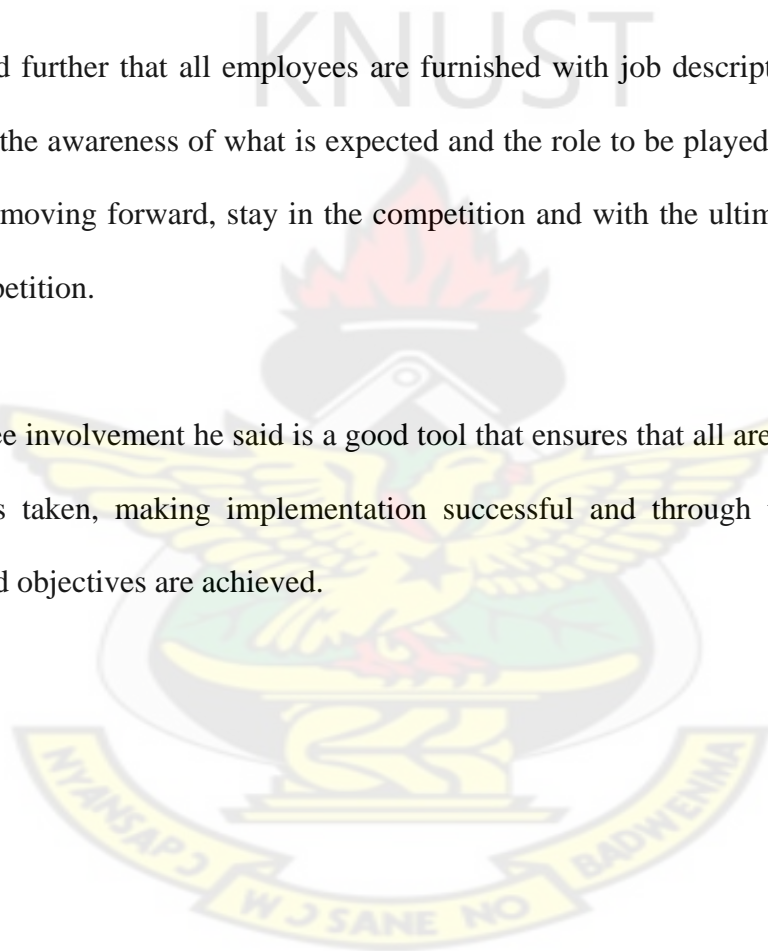 KNUST
d further that all employees are furnished with job descript
the awareness of what is expected and the role to be played
moving forward, stay in the competition and with the ultim
petition.
ee involvement he said is a good tool that ensures that all are
s taken, making implementation successful and through
d objectives are achieved.
NYANSAPƆ
WƆSANE NO
BADWENMA